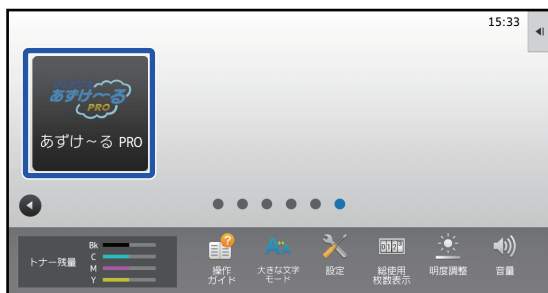 15:33
あずけ〜る
PRO
あずけ〜る PRO
トナー残量
Bk
C
M
Y
操作
ガイド
大きな文字
モード
設定
総使用
枚数表示
明度調整
音量